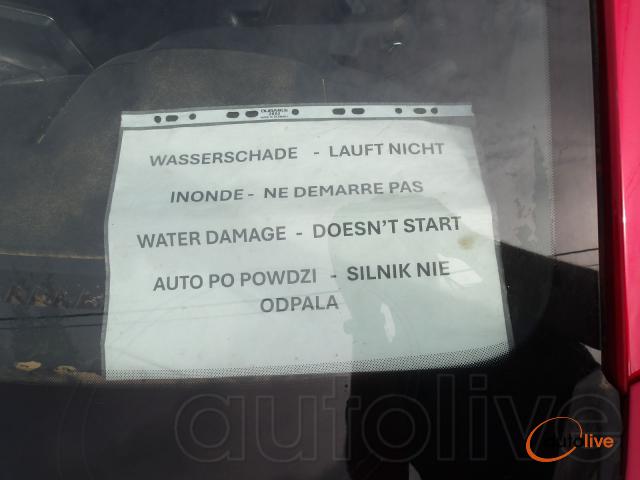 DURABLE
WASSERSCHADE - LAUFT NICHT
INONDE - NE DEMARRE PAS
WATER DAMAGE - DOESN'T START
AUTO PO POWDZI - SILNIK NIE
ODPALA
autolive
autolive